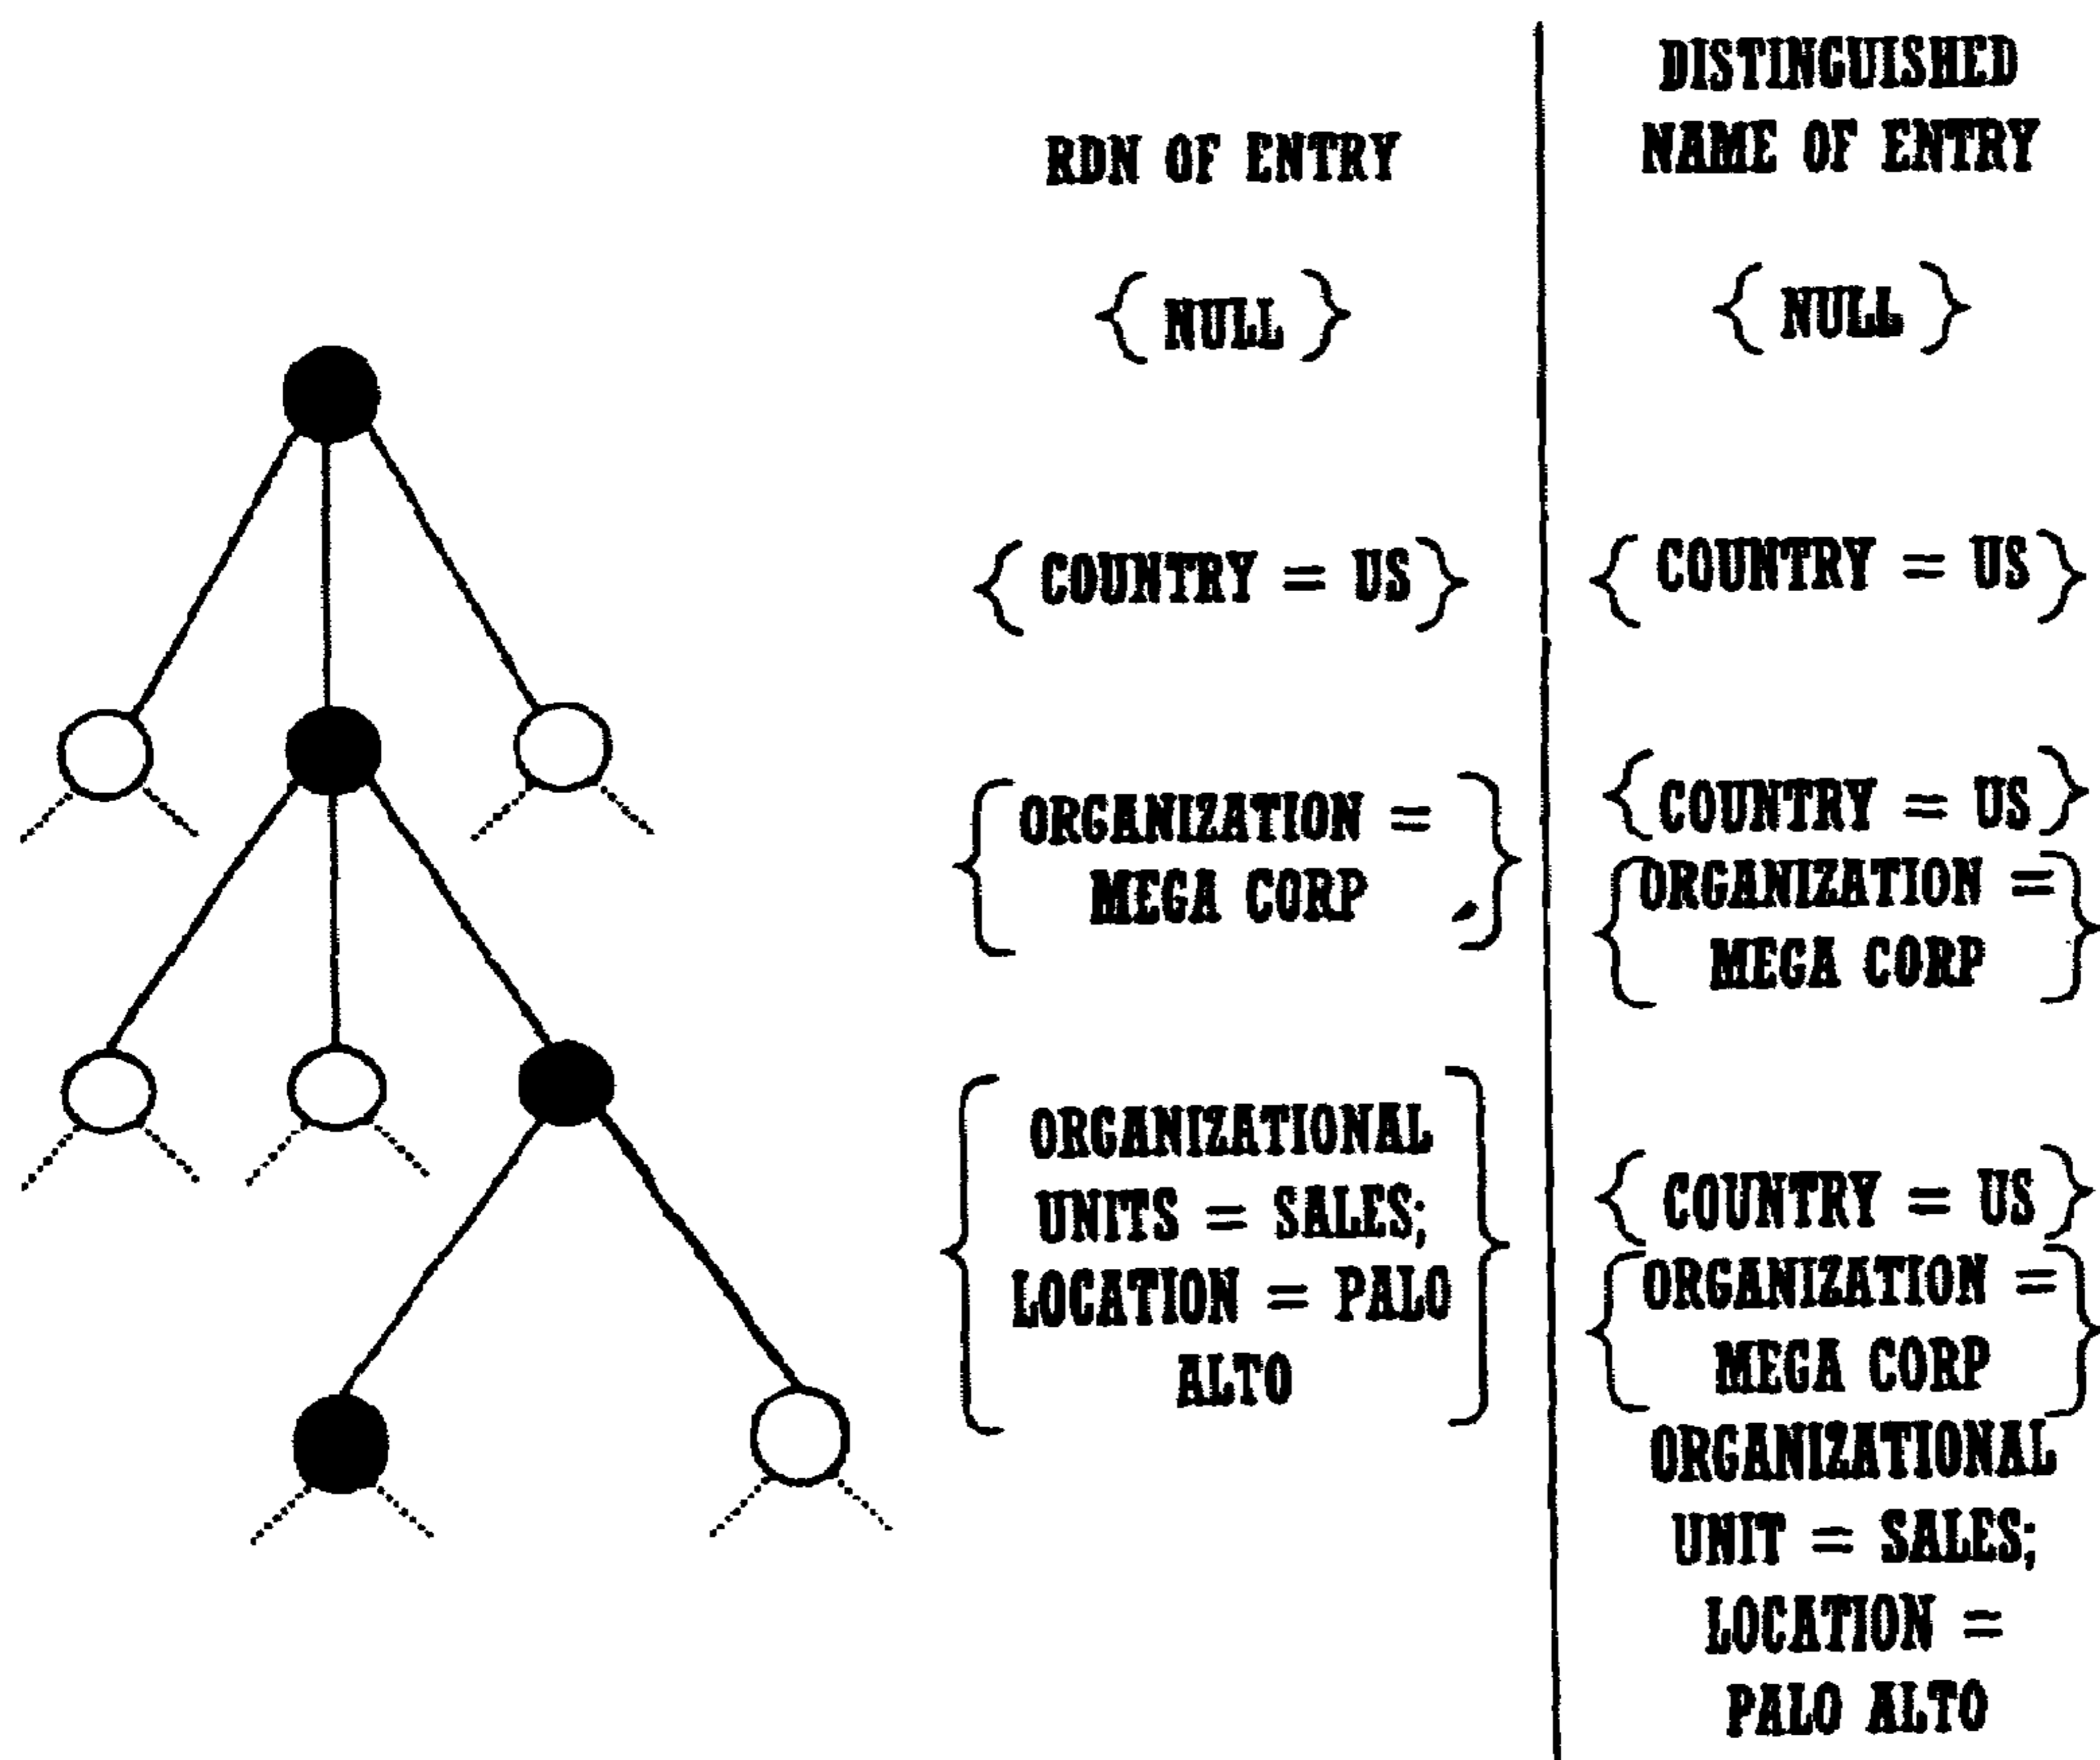 RDN OF ENTRY
{ NULL }
{ COUNTRY = US }
{ ORGANIZATION =
MEGA CORP }
{ ORGANIZATIONAL
UNITS = SALES;
LOCATION = PALO
ALTO }
DISTINGUISHED
NAME OF ENTRY
{ NULL }
{ COUNTRY = US }
{ COUNTRY = US }
{ ORGANIZATION =
MEGA CORP }
{ COUNTRY = US }
{ ORGANIZATION =
MEGA CORP }
ORGANIZATIONAL
UNIT = SALES;
LOCATION =
PALO ALTO